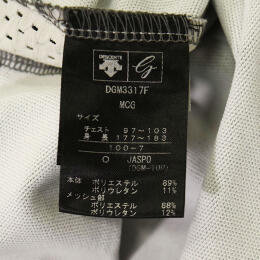 DESCENTE
DGM3317F
MCG
サイズ
チェスト 97~103
身長 177~183
100-7
O JASPO
(DGM-100)
本体 ポリエステル 89%
ポリウレタン 11%
メッシュ部
ポリエステル 88%
ポリウレタン 12%